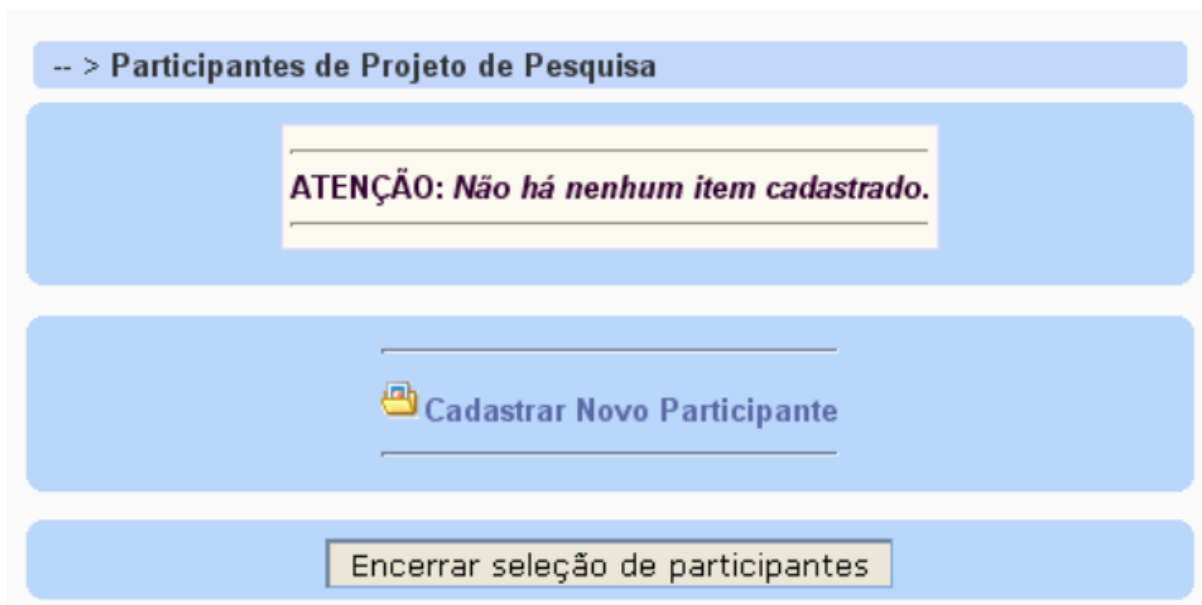 -- > Participantes de Projeto de Pesquisa
ATENÇÃO: Não há nenhum item cadastrado.
Cadastrar Novo Participante
Encerrar seleção de participantes